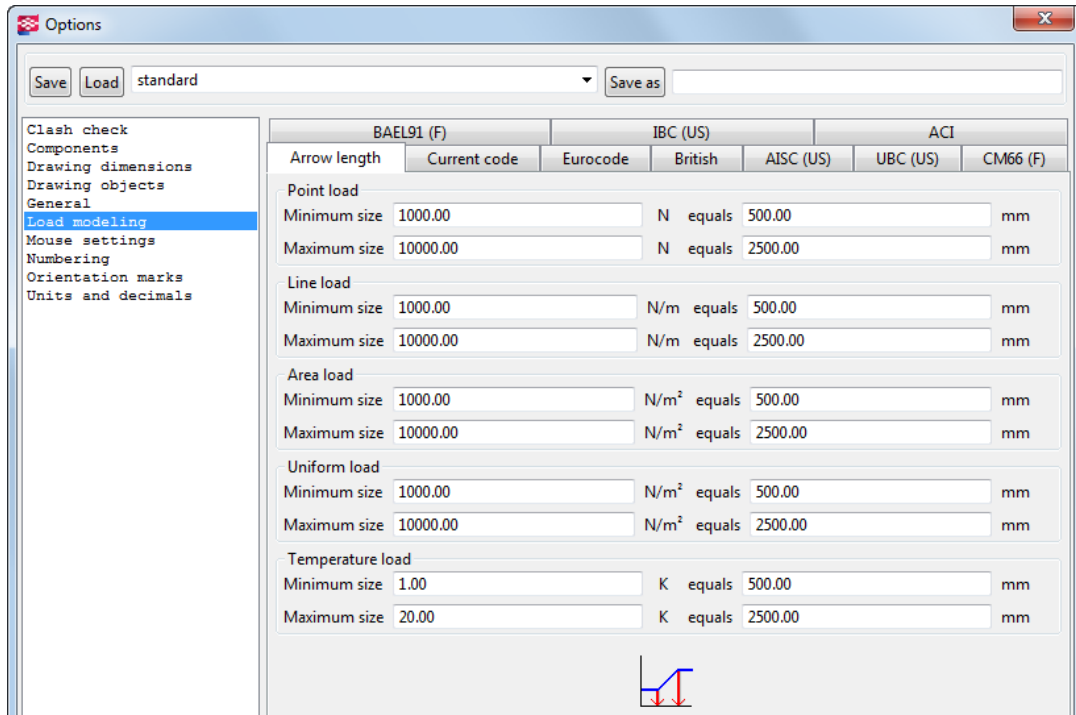 Options
Save Load standard Save as
Clash check
Components
Drawing dimensions
Drawing objects
General
Load modeling
Mouse settings
Numbering
Orientation marks
Units and decimals
BAEL91 (F) IBC (US) ACI
Arrow length Current code Eurocode British AISC (US) UBC (US) CM66 (F)
Point load
Minimum size 1000.00 N equals 500.00 mm
Maximum size 10000.00 N equals 2500.00 mm
Line load
Minimum size 1000.00 N/m equals 500.00 mm
Maximum size 10000.00 N/m equals 2500.00 mm
Area load
Minimum size 1000.00 N/m² equals 500.00 mm
Maximum size 10000.00 N/m² equals 2500.00 mm
Uniform load
Minimum size 1000.00 N/m² equals 500.00 mm
Maximum size 10000.00 N/m² equals 2500.00 mm
Temperature load
Minimum size 1.00 K equals 500.00 mm
Maximum size 20.00 K equals 2500.00 mm